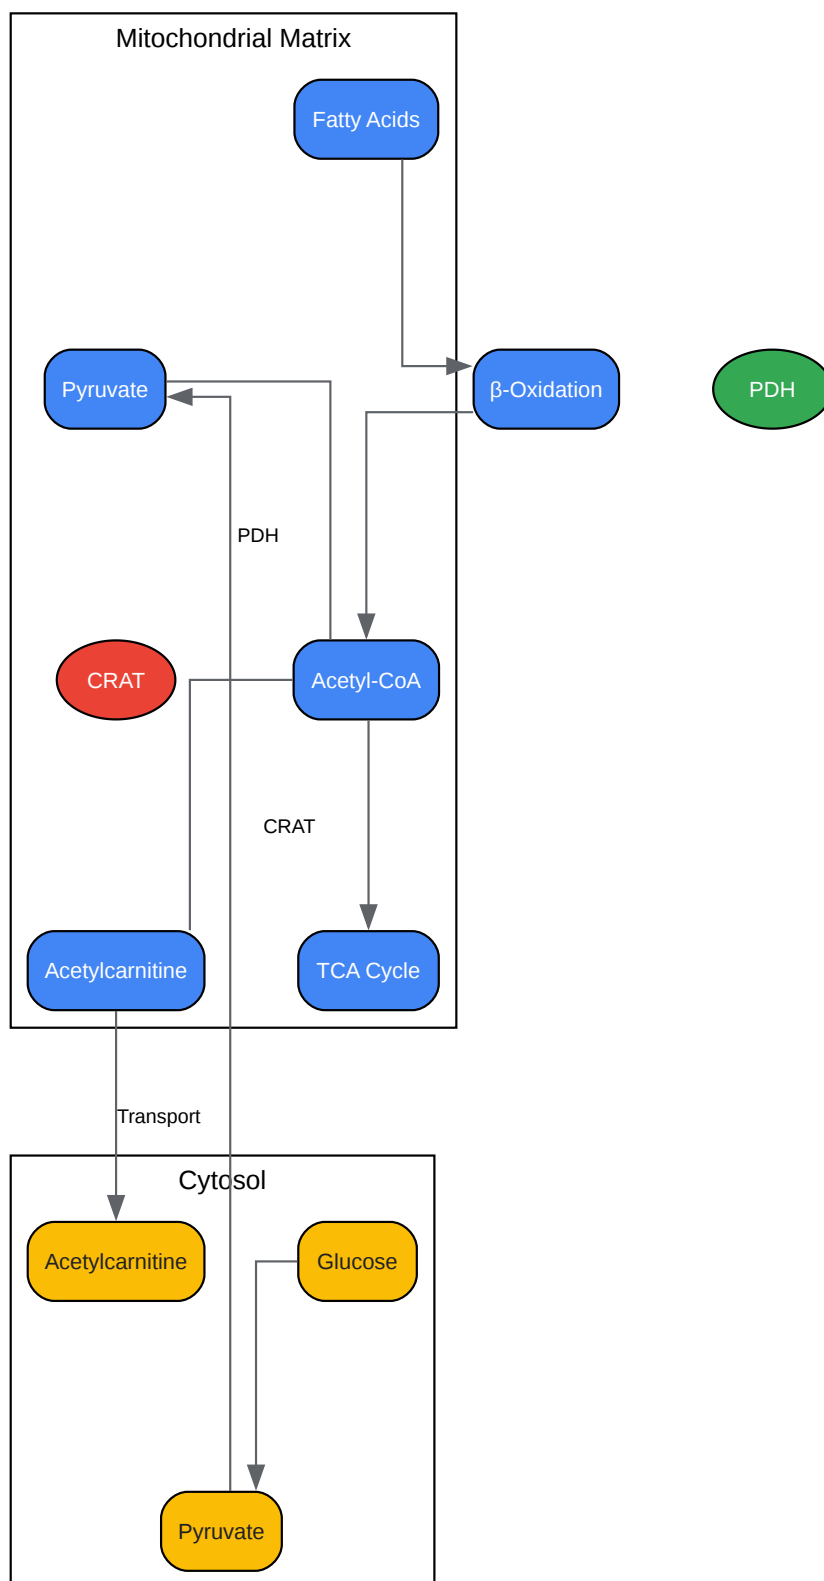 Mitochondrial Matrix
Fatty Acids
Pyruvate
β-Oxidation
PDH
PDH
CRAT
Acetyl-CoA
CRAT
Acetylcarnitine
TCA Cycle
Transport
Cytosol
Acetylcarnitine
Glucose
Pyruvate